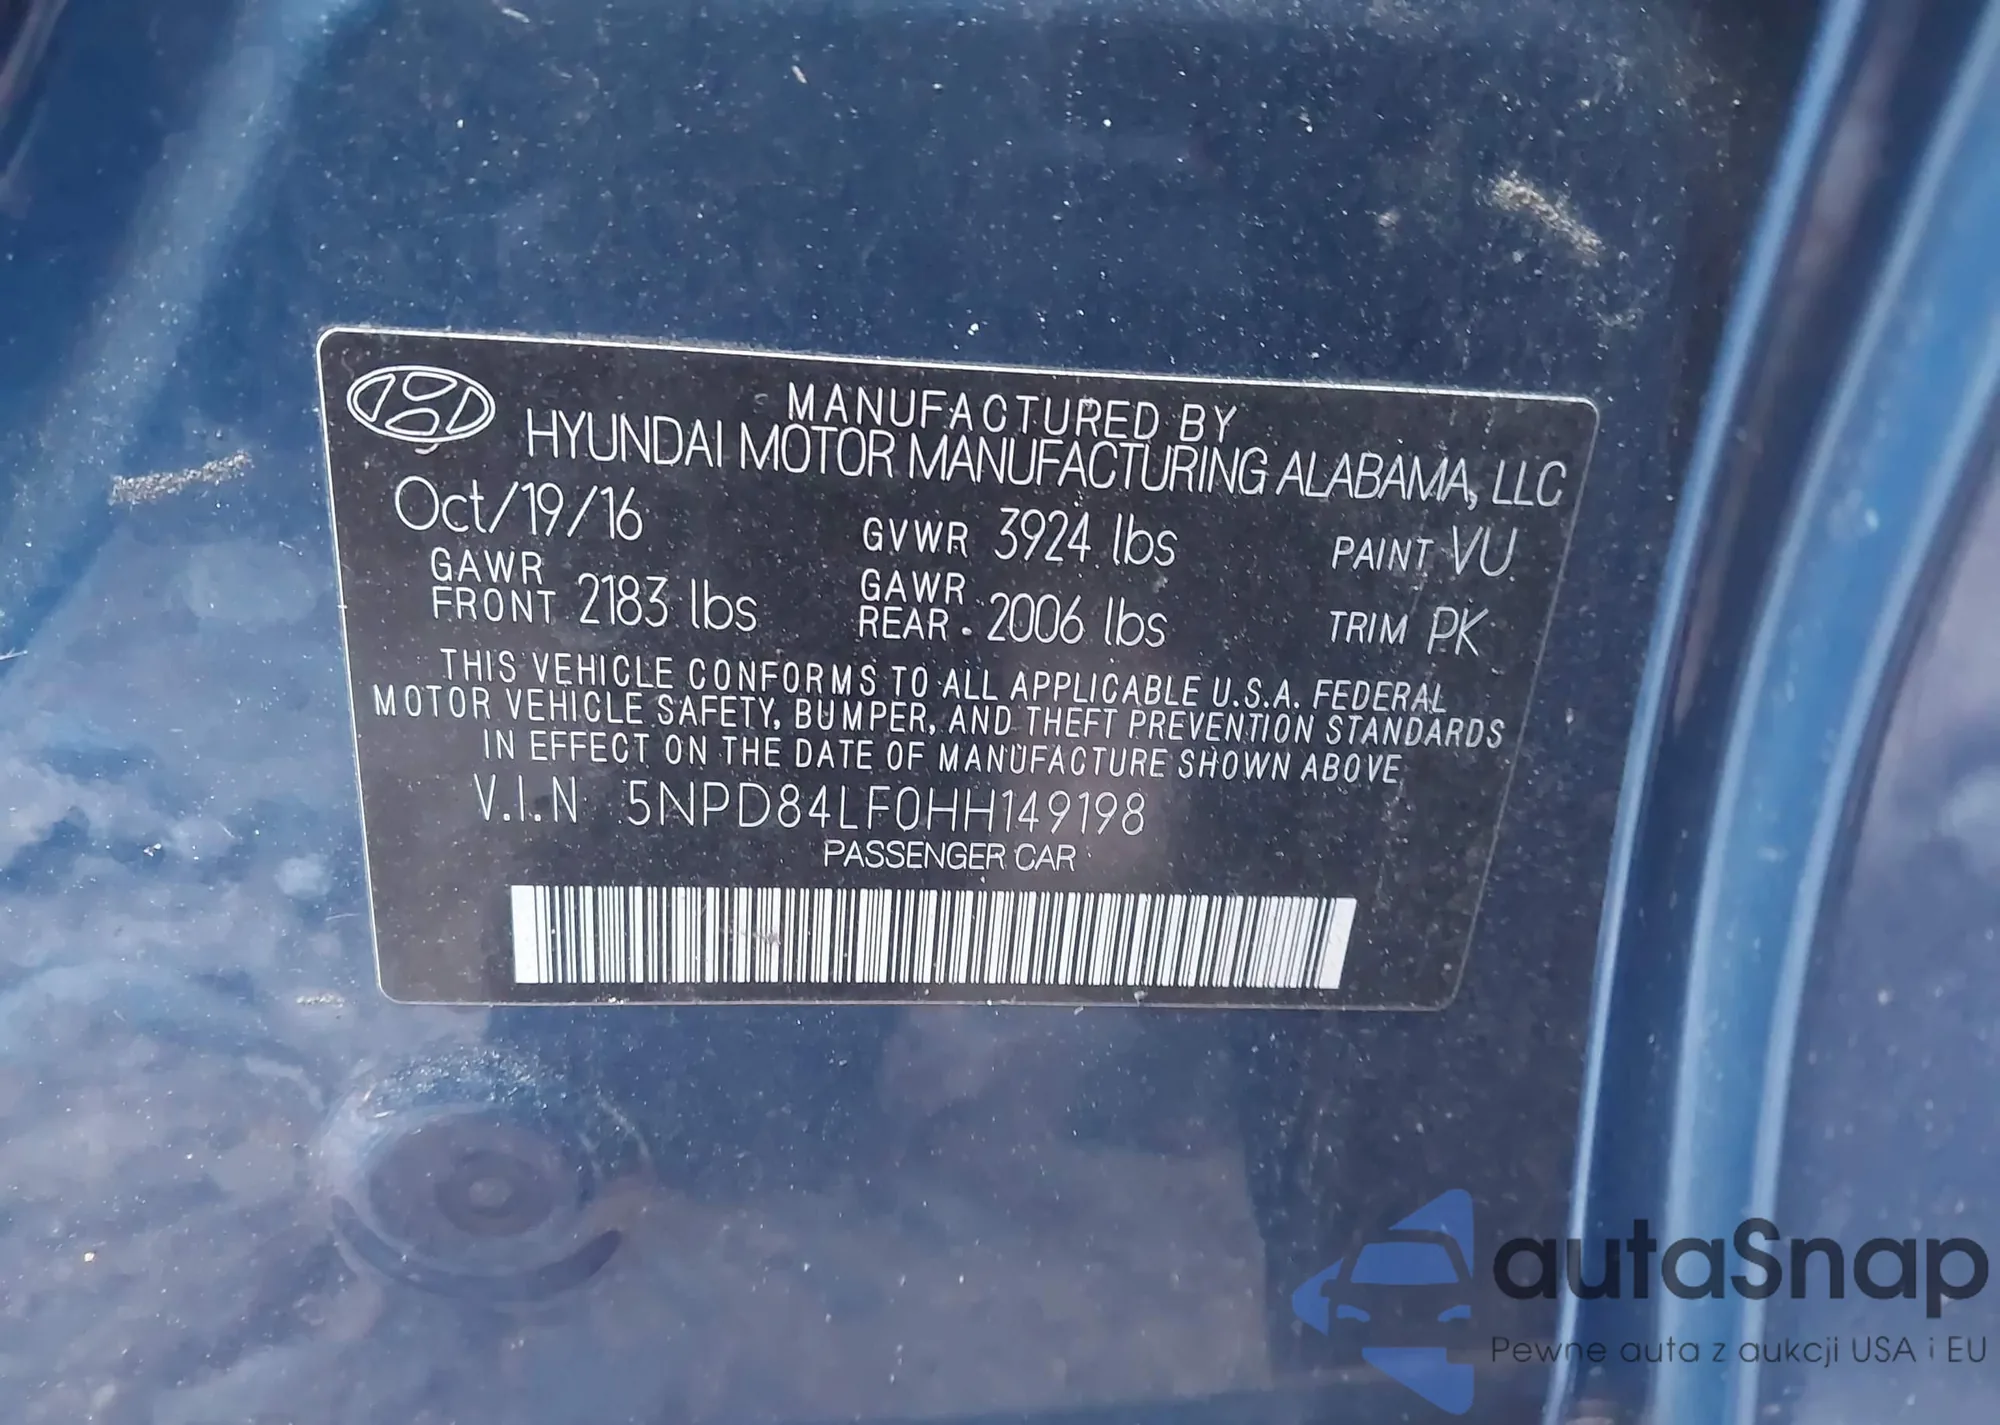 MANUFACTURED BY
HYUNDAI MOTOR MANUFACTURING ALABAMA, LLC
Oct/19/16 GVWR 3924 lbs PAINT VU
GAWR FRONT 2183 lbs GAWR REAR 2006 lbs TRIM PK
THIS VEHICLE CONFORMS TO ALL APPLICABLE U.S.A. FEDERAL
MOTOR VEHICLE SAFETY, BUMPER, AND THEFT PREVENTION STANDARDS
IN EFFECT ON THE DATE OF MANUFACTURE SHOWN ABOVE
V.I.N 5NPD84LF0HH149198
PASSENGER CAR
autaSnap
Pewne auta z aukcji USA i EU